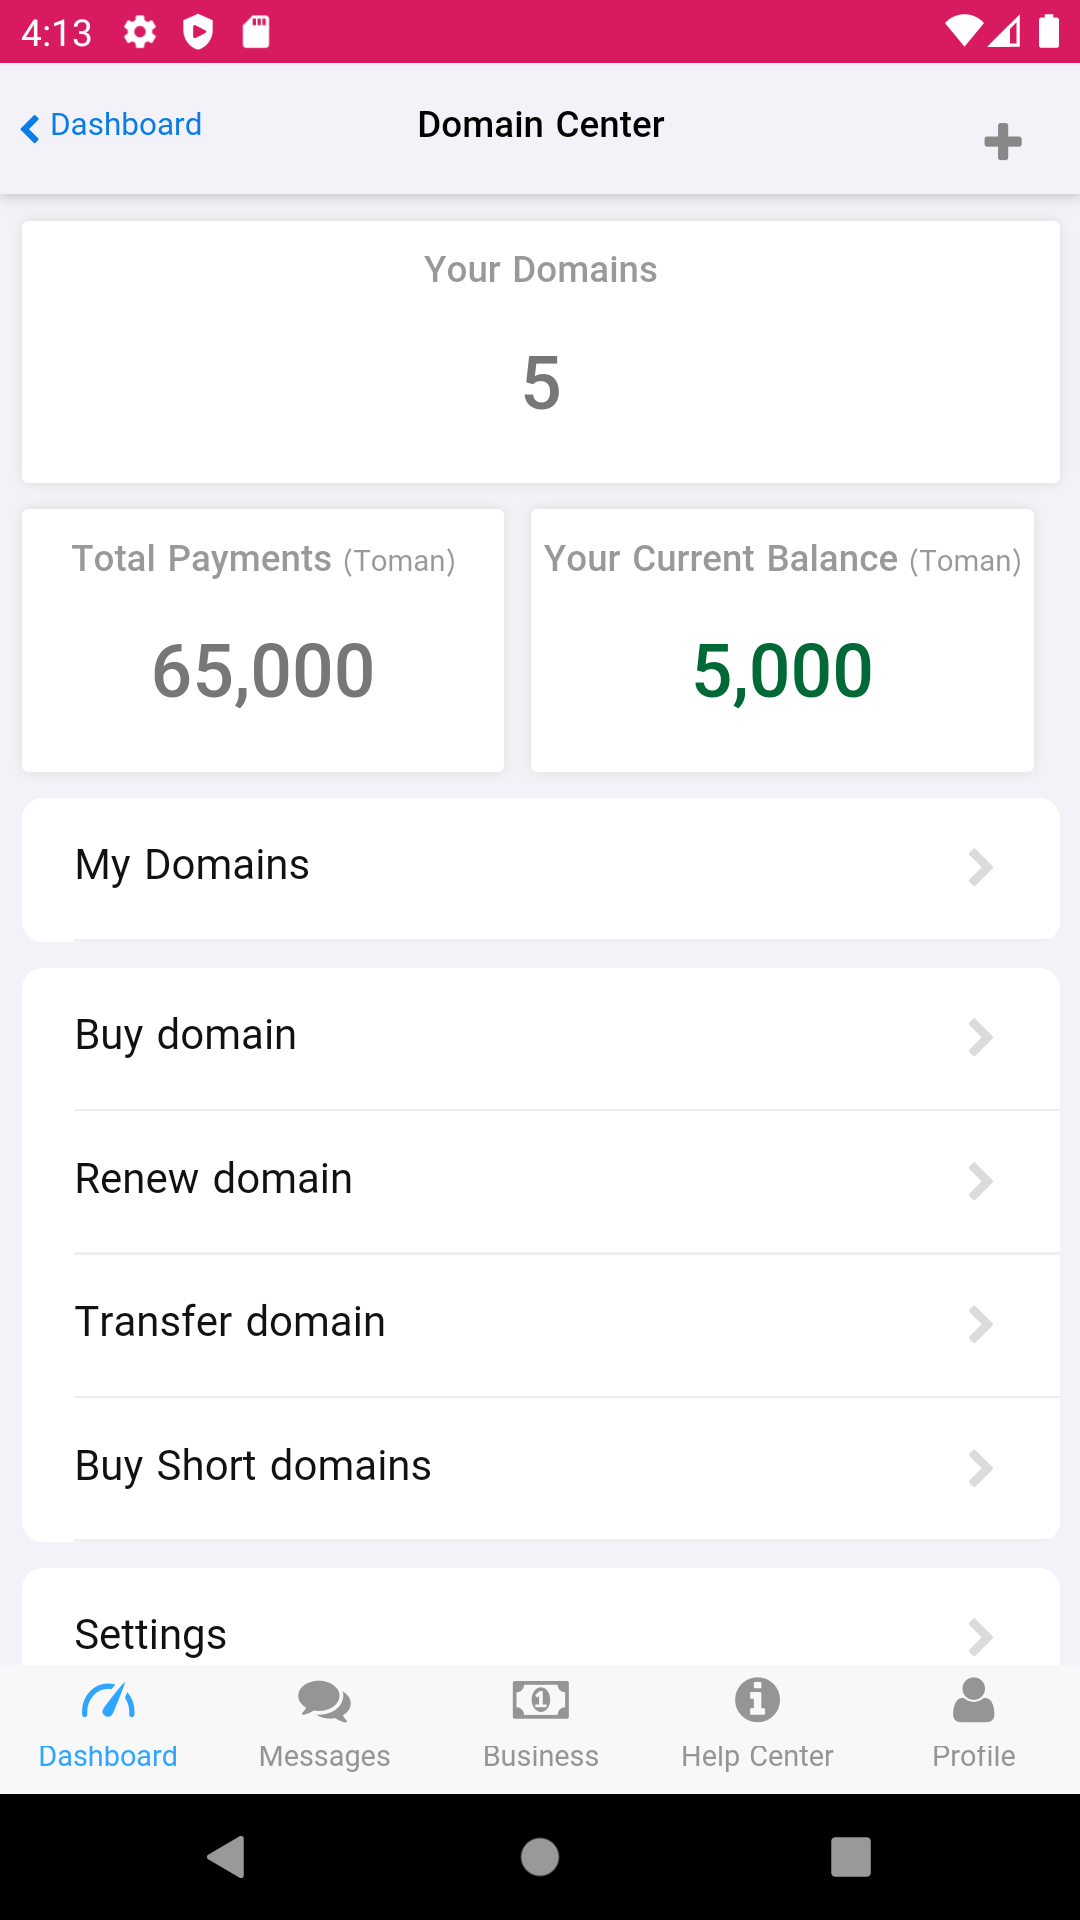 4:13
Dashboard
Domain Center
Your Domains
5
Total Payments (Toman)
65,000
Your Current Balance (Toman)
5,000
My Domains
Buy domain
Renew domain
Transfer domain
Buy Short domains
Settings
Dashboard
Messages
Business
Help Center
Profile